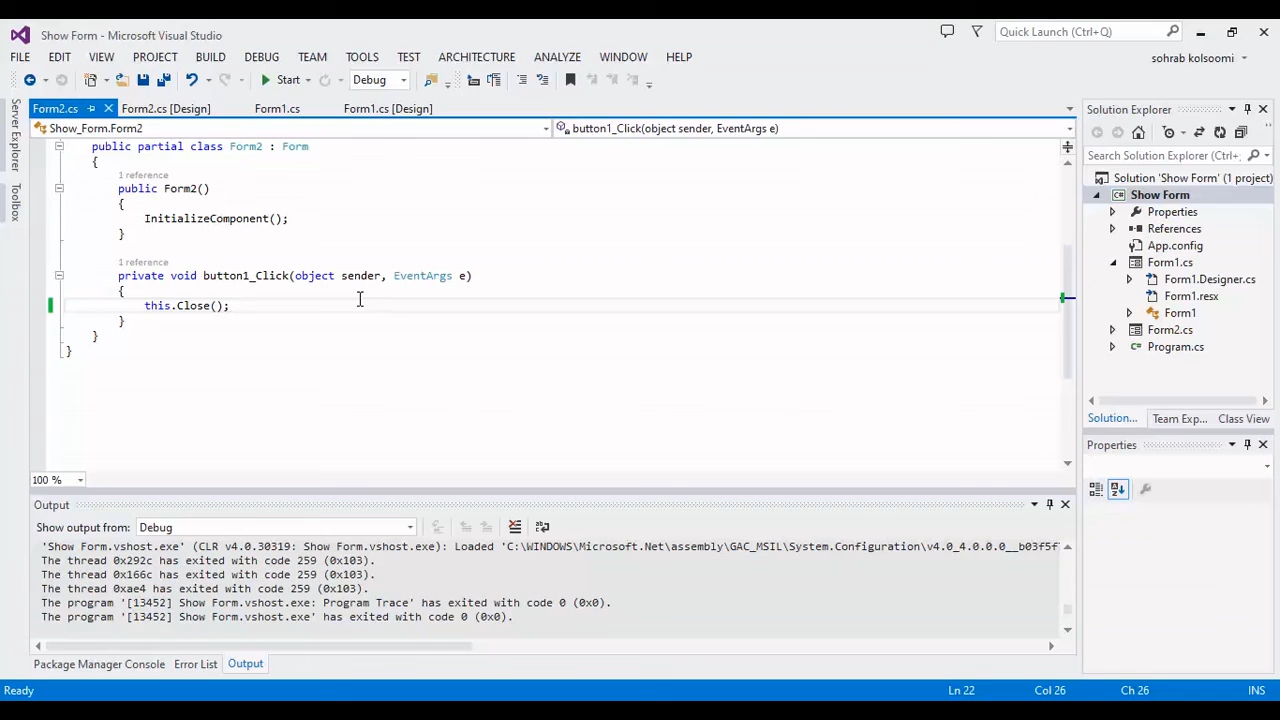 Show Form - Microsoft Visual Studio
Quick Launch (Ctrl+Q)
FILE EDIT VIEW PROJECT BUILD DEBUG TEAM TOOLS TEST ARCHITECTURE ANALYZE WINDOW HELP
sohrab kolsoomi
Start Debug
Form2.cs Form2.cs [Design] Form1.cs Form1.cs [Design]
Show_Form.Form2 button1_Click(object sender, EventArgs e)
public partial class Form2 : Form
{
1 reference
public Form2()
{
InitializeComponent();
}
1 reference
private void button1_Click(object sender, EventArgs e)
{
this.Close();
}
}
}
100 %
Server Explorer
Toolbox
Solution Explorer
Search Solution Explorer (Ctrl+;
Solution 'Show Form' (1 project)
Show Form
Properties
References
App.config
Form1.cs
Form1.Designer.cs
Form1.resx
Form1
Form2.cs
Program.cs
Solution... Team Exp... Class View
Properties
Output
Show output from: Debug
'Show Form.vshost.exe' (CLR v4.0.30319: Show Form.vshost.exe): Loaded 'C:\WINDOWS\Microsoft.Net\assembly\GAC_MSIL\System.Configuration\v4.0_4.0.0.0__b03f5f
The thread 0x292c has exited with code 259 (0x103).
The thread 0x166c has exited with code 259 (0x103).
The thread 0xae4 has exited with code 259 (0x103).
The program '[13452] Show Form.vshost.exe: Program Trace' has exited with code 0 (0x0).
The program '[13452] Show Form.vshost.exe' has exited with code 0 (0x0).
Package Manager Console Error List Output
Ready Ln 22 Col 26 Ch 26 INS